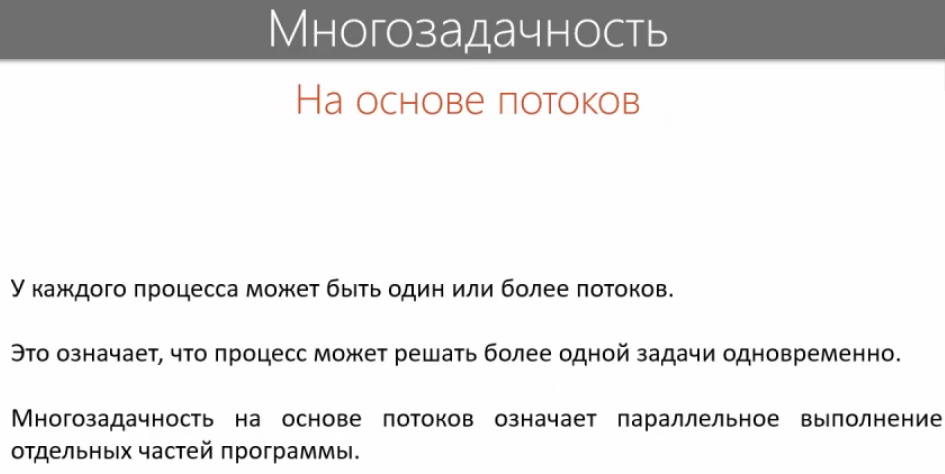 Многозадачность
На основе потоков
У каждого процесса может быть один или более потоков.
Это означает, что процесс может решать более одной задачи одновременно.
Многозадачность на основе потоков означает параллельное выполнение
отдельных частей программы.